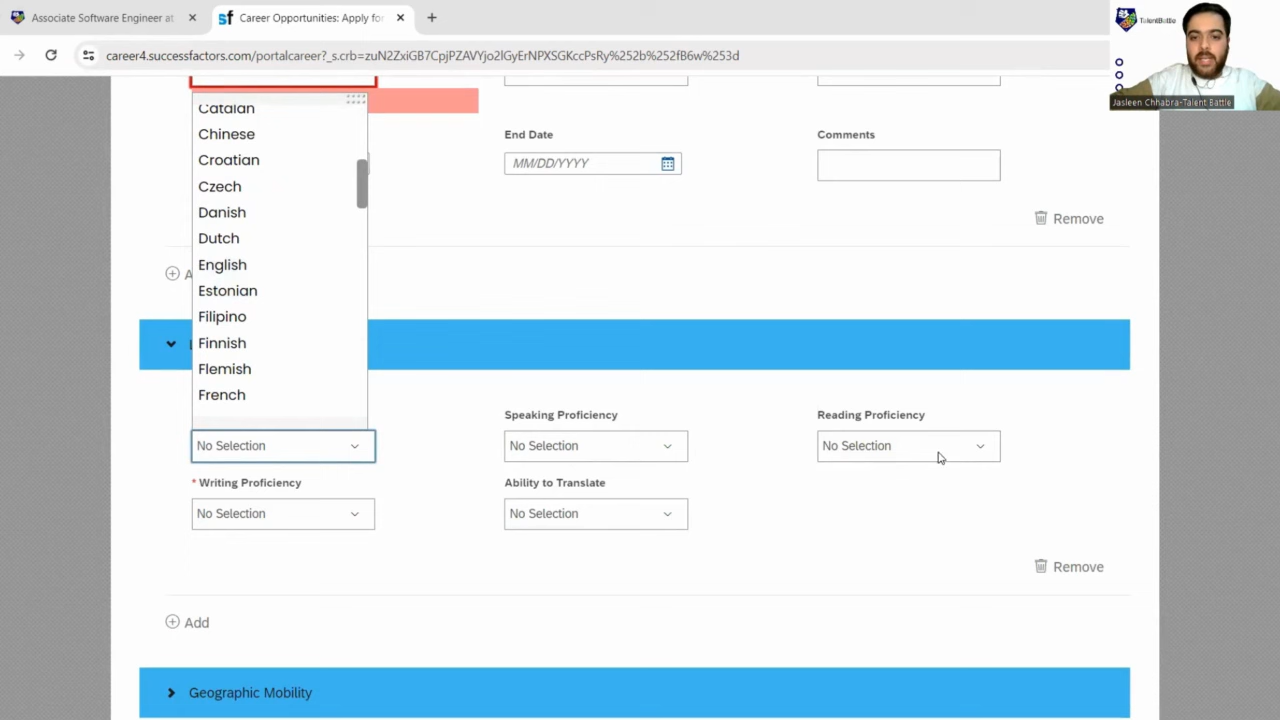 Associate Software Engineer at
Career Opportunities: Apply for
career4.successfactors.com/portalcareer?_s.crb=zuN2ZxiGB7CpjPZAVYjo2lGyErNPXSGKccPsRy%252b%252fB6w%253d
TalentBattle
Jasleen Chhabra-Talent Battle
Catalan
Chinese
Croatian
Czech
Danish
Dutch
English
Estonian
Filipino
Finnish
Flemish
French
End Date
MM/DD/YYYY
Comments
Remove
Speaking Proficiency
Reading Proficiency
No Selection
No Selection
No Selection
* Writing Proficiency
Ability to Translate
No Selection
No Selection
Remove
Add
Geographic Mobility